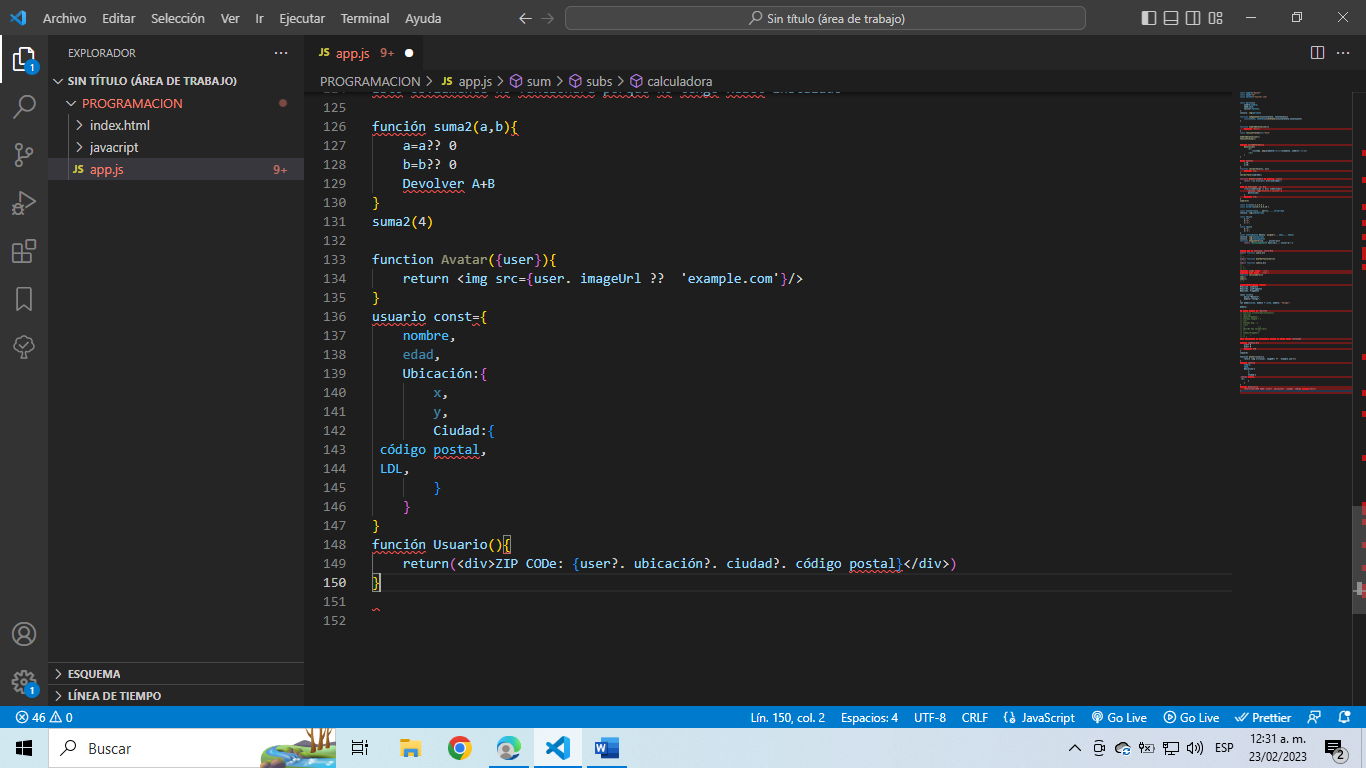 Archivo Editar Selección Ver Ir Ejecutar Terminal Ayuda
Sin título (área de trabajo)
EXPLORADOR
JS app.js 9+
SIN TÍTULO (ÁREA DE TRABAJO)
PROGRAMACION
index.html
javacript
JS app.js 9+
PROGRAMACION > JS app.js > sum > subs > calculadora
125
126 función suma2(a,b){
127 a=a?? 0
128 b=b?? 0
129 Devolver A+B
130 }
131 suma2(4)
132
133 function Avatar({user}){
134 return <img src={user. imageUrl ??  'example.com'}/>
135 }
136 usuario const={
137 nombre,
138 edad,
139 Ubicación:{
140 x,
141 y,
142 Ciudad:{
143 código postal,
144 LDL,
145 }
146 }
147 }
148 función Usuario(){
149 return(<div>ZIP CODe: {user?. ubicación?. ciudad?. código postal}</div>)
150 }
151
152
1
1
ESQUEMA
LÍNEA DE TIEMPO
46 0 Lín. 150, col. 2 Espacios: 4 UTF-8 CRLF {} JavaScript Go Live Go Live Prettier
Buscar
ESP
12:31 a. m.
23/02/2023
2